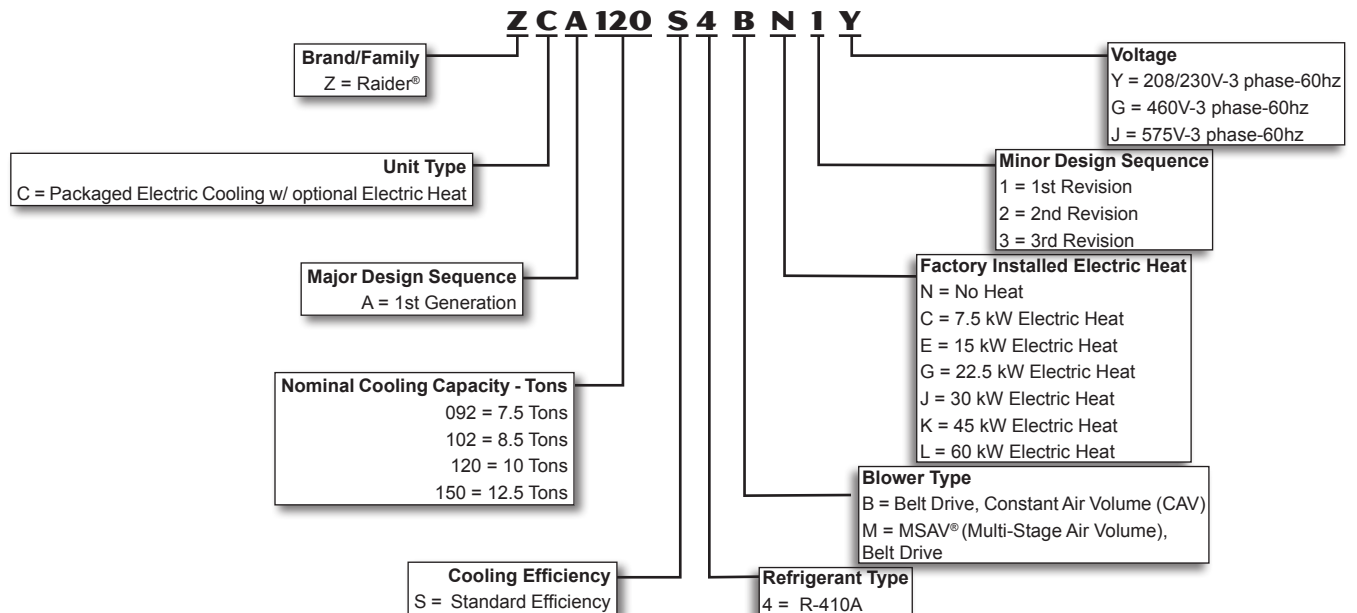 Z C A 120 S 4 B N 1 Y
Brand/Family
Z = Raider®
Unit Type
C = Packaged Electric Cooling w/ optional Electric Heat
Major Design Sequence
A = 1st Generation
Nominal Cooling Capacity - Tons
092 = 7.5 Tons
102 = 8.5 Tons
120 = 10 Tons
150 = 12.5 Tons
Cooling Efficiency
S = Standard Efficiency
Refrigerant Type
4 = R-410A
Blower Type
B = Belt Drive, Constant Air Volume (CAV)
M = MSAV® (Multi-Stage Air Volume),
Belt Drive
Factory Installed Electric Heat
N = No Heat
C = 7.5 kW Electric Heat
E = 15 kW Electric Heat
G = 22.5 kW Electric Heat
J = 30 kW Electric Heat
K = 45 kW Electric Heat
L = 60 kW Electric Heat
Minor Design Sequence
1 = 1st Revision
2 = 2nd Revision
3 = 3rd Revision
Voltage
Y = 208/230V-3 phase-60hz
G = 460V-3 phase-60hz
J = 575V-3 phase-60hz